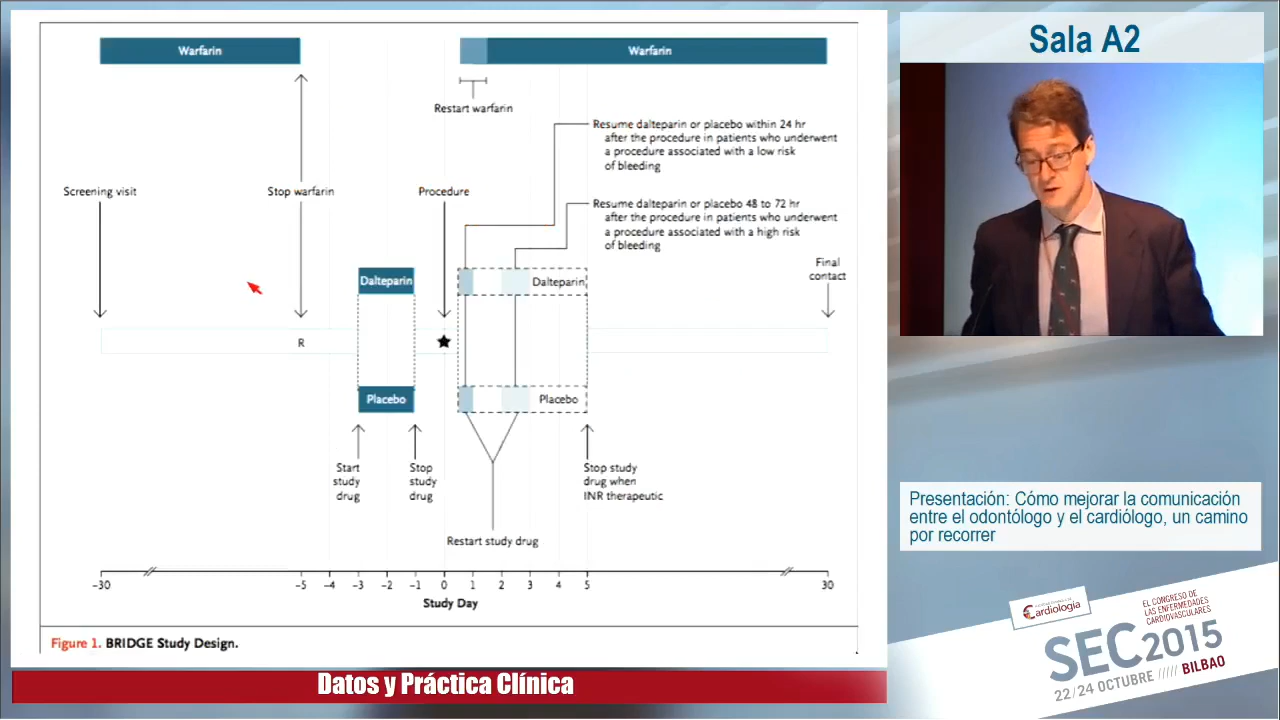 Warfarin
Warfarin
Restart warfarin
Resume dalteparin or placebo within 24 hr
after the procedure in patients who underwent
a procedure associated with a low risk
of bleeding
Screening visit
Stop warfarin
Procedure
Resume dalteparin or placebo 48 to 72 hr
after the procedure in patients who underwent
a procedure associated with a high risk
of bleeding
Final
contact
Dalteparin
Dalteparin
R
Placebo
Placebo
Start
study
drug
Stop
study
drug
Stop study
drug when
INR therapeutic
Restart study drug
-30
-5
-4
-3
-2
-1
0
1
2
3
4
5
30
Study Day
Figure 1. BRIDGE Study Design.
Datos y Práctica Clínica
Sala A2
Presentación: Cómo mejorar la comunicación
entre el odontólogo y el cardiólogo, un camino
por recorrer
Cardiología
EL CONGRESO
DE LAS ENFERMEDADES
CARDIOVASCULARES
SEC2015
22/24 OCTUBRE ///// BILBAO